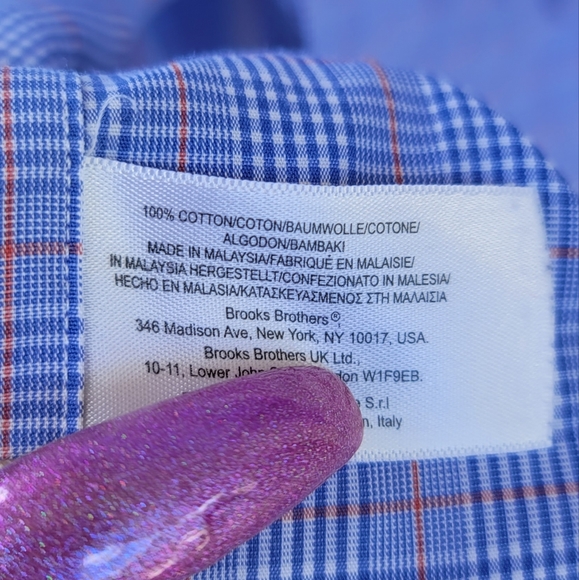 100% COTTON/COTON/BAUMWOLLE/COTONE/
ALGODON/BAMBAKI
MADE IN MALAYSIA/FABRIQUÉ EN MALAISIE/
IN MALAYSIA HERGESTELLT/CONFEZIONATO IN MALESIA/
HECHO EN MALASIA/ΚΑΤΑΣΚΕΥΑΣΜΕΝΟΣ ΣΤΗ ΜΑΛΑΙΣΙΑ
Brooks Brothers®,
346 Madison Ave, New York, NY 10017, USA.
Brooks Brothers UK Ltd.,
10-11, Lower John W1F9EB.
S.r.l
Italy